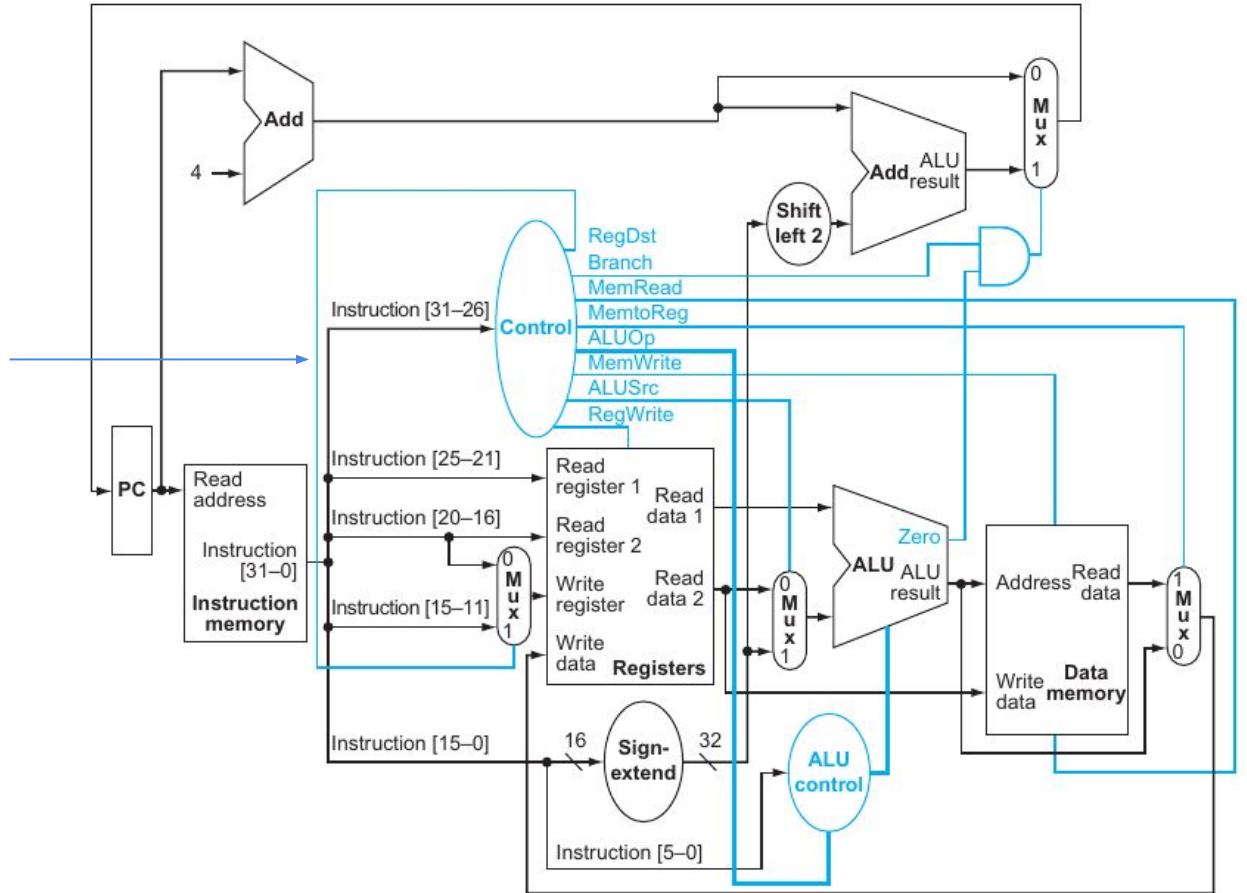 0
M
u
x
1
Add
4
Add
ALU
result
Shift
left 2
RegDst
Branch
MemRead
MemtoReg
ALUOp
MemWrite
ALUSrc
RegWrite
Instruction [31–26]
Control
PC
Read
address
Instruction
[31–0]
Instruction
memory
Instruction [25–21]
Instruction [20–16]
Instruction [15–11]
0
M
u
x
1
Read
register 1
Read
register 2
Write
register
Write
data
Read
data 1
Read
data 2
Registers
0
M
u
x
1
Zero
ALU
ALU
result
Address
Read
data
Write
data
Data
memory
1
M
u
x
0
Instruction [15–0]
16
Sign-
extend
32
ALU
control
Instruction [5–0]